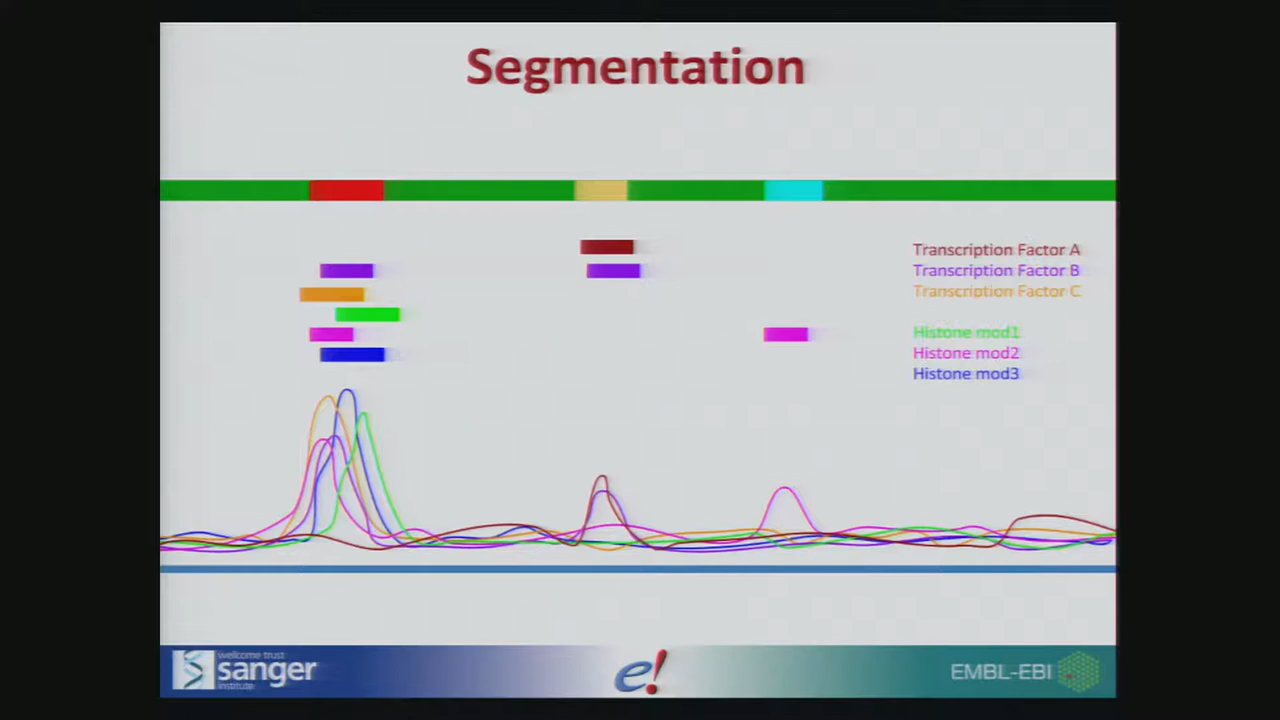 Segmentation
Transcription Factor A
Transcription Factor B
Transcription Factor C
Histone mod1
Histone mod2
Histone mod3
wellcome trust
sanger
institute
e!
EMBL-EBI